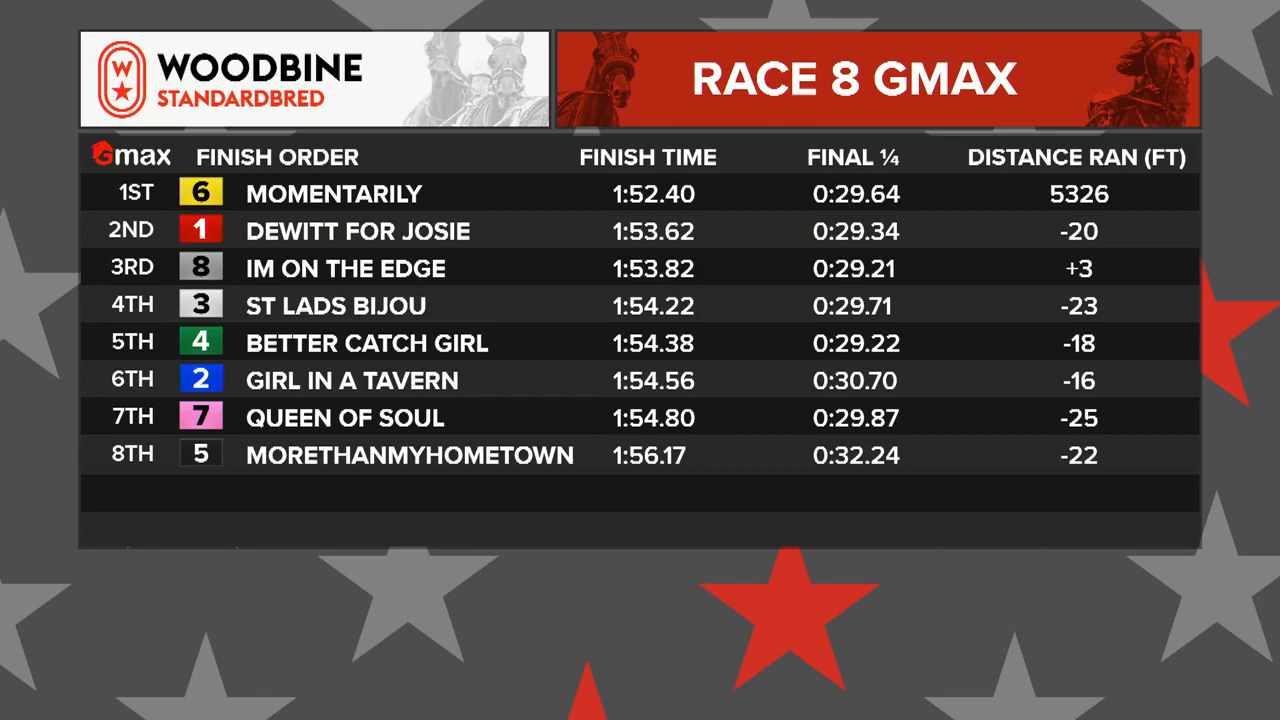 W
WOODBINE
STANDARDBRED
RACE 8 GMAX
Gmax FINISH ORDER FINISH TIME FINAL ¼ DISTANCE RAN (FT)
1ST 6 MOMENTARILY 1:52.40 0:29.64 5326
2ND 1 DEWITT FOR JOSIE 1:53.62 0:29.34 -20
3RD 8 IM ON THE EDGE 1:53.82 0:29.21 +3
4TH 3 ST LADS BIJOU 1:54.22 0:29.71 -23
5TH 4 BETTER CATCH GIRL 1:54.38 0:29.22 -18
6TH 2 GIRL IN A TAVERN 1:54.56 0:30.70 -16
7TH 7 QUEEN OF SOUL 1:54.80 0:29.87 -25
8TH 5 MORETHANMYHOMETOWN 1:56.17 0:32.24 -22